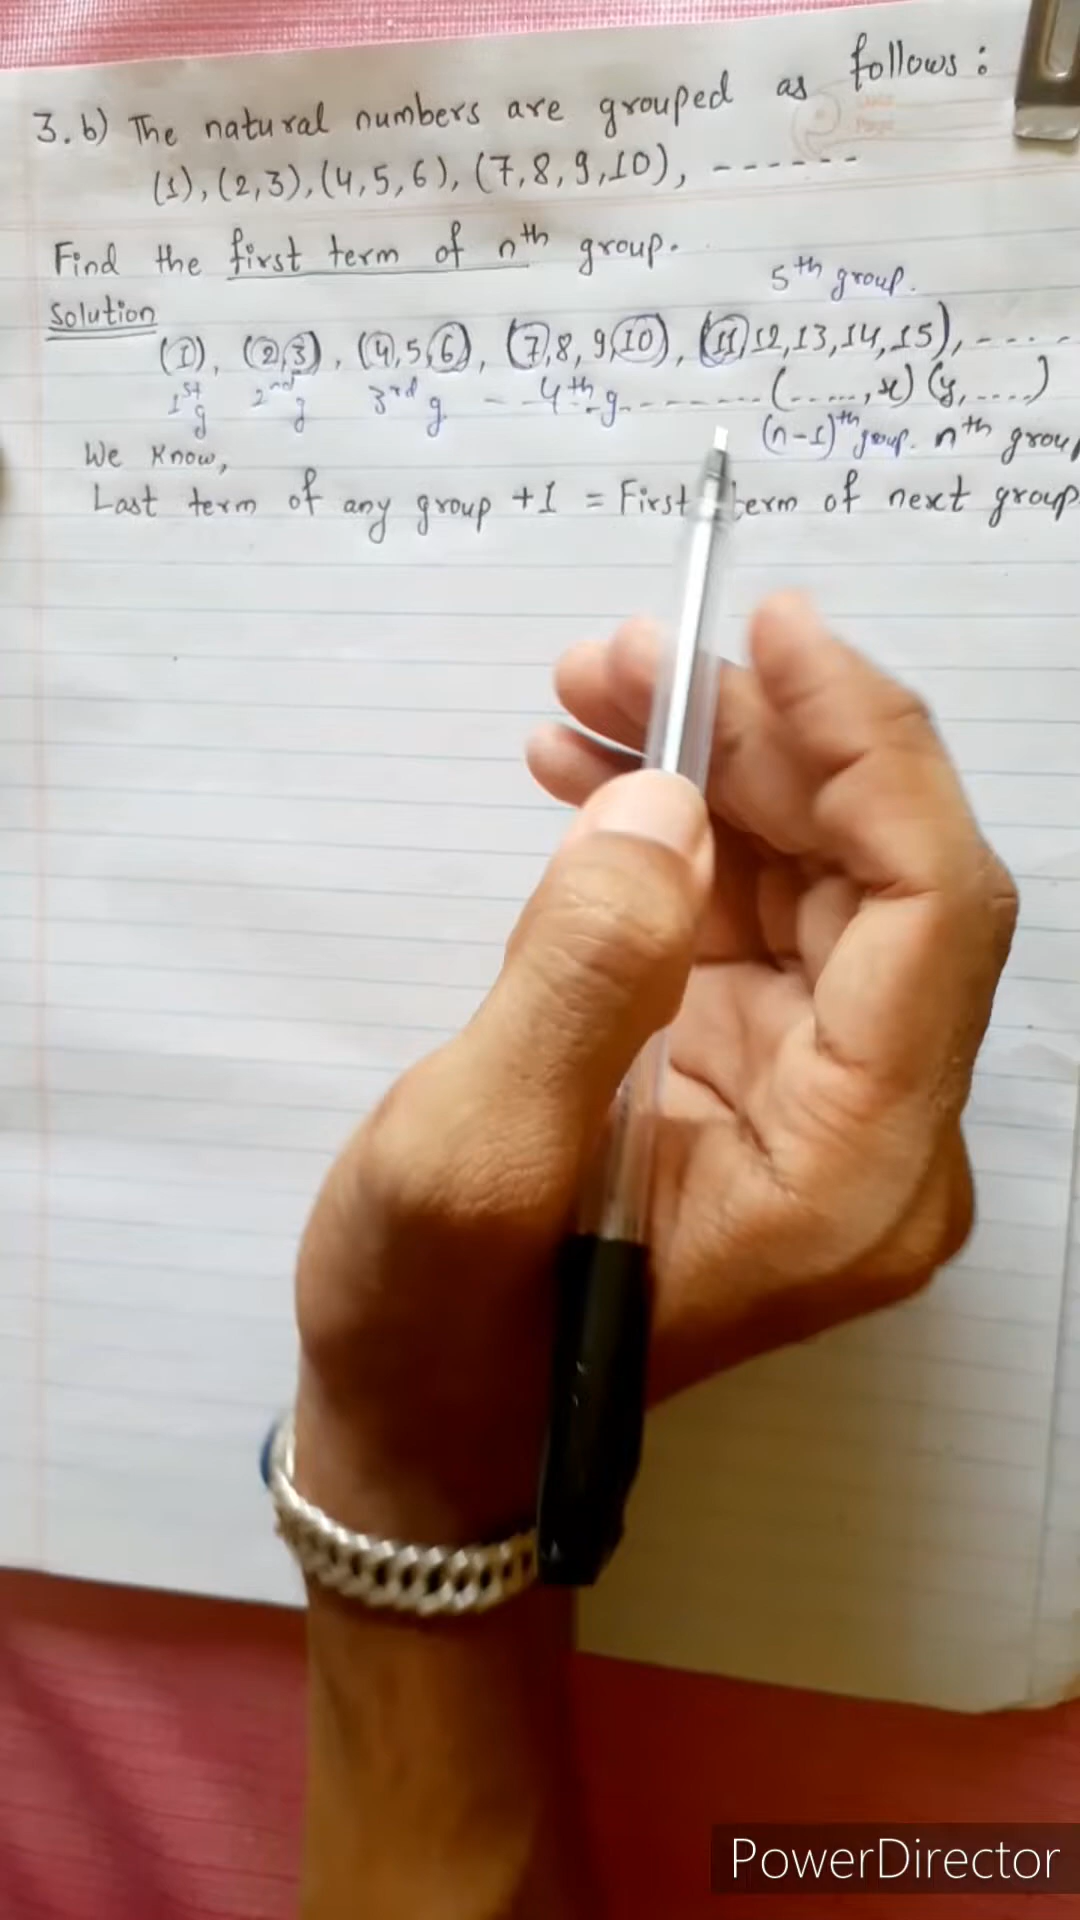 3. b) The natural numbers are grouped as follows :
(1), (2,3), (4,5,6), (7,8,9,10), ------
Find the first term of nth group.
Solution
5th group.
(1), (2,3), (4,5,6), (7,8,9,10), (11,12,13,14,15), -----
(.....,x) (y,....)
1st g 2nd g 3rd g -- 4th g. ------
(n-1)th group. nth group
We Know,
Last term of any group +1 = First term of next group
PowerDirector